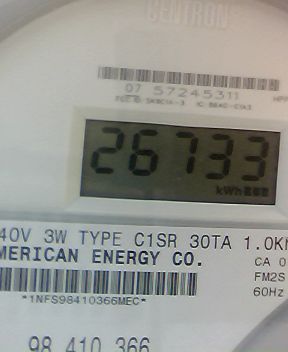 CENTRON
07 57245311
26733
kWh
40V 3W TYPE C1SR 30TA 1.0K
MERICAN ENERGY CO.
CA 0
FM2S
60Hz
*1NFS98410366MEC*
98 410 366